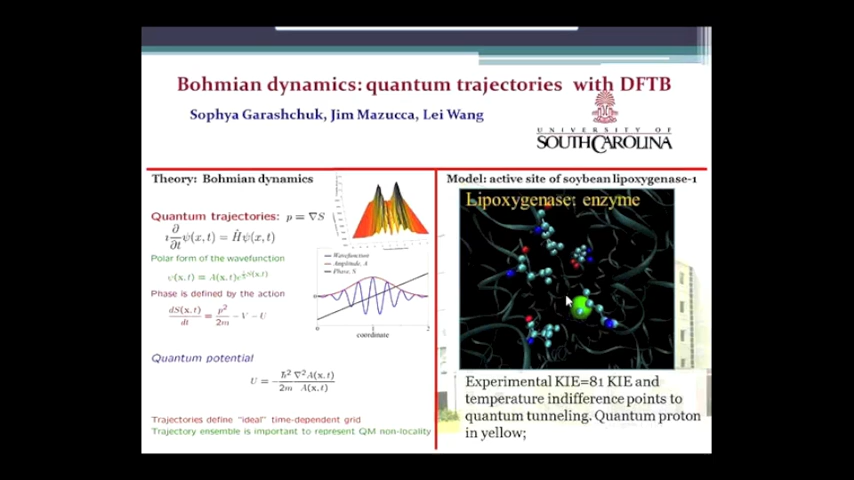 Bohmian dynamics: quantum trajectories with DFTB
Sophya Garashchuk, Jim Mazucca, Lei Wang
UNIVERSITY OF
SOUTH CAROLINA
Theory: Bohmian dynamics
Quantum trajectories: p = ∇S
ı ∂/∂t ψ(x, t) = Ĥψ(x, t)
Polar form of the wavefunction
ψ(x, t) = A(x, t)e^{ı/ħ S(x,t)}
Phase is defined by the action
dS(x, t)/dt = p²/2m − V − U
Wavefunction
Amplitude, A
Phase, S
0 1 2
coordinate
Quantum potential
U = − ħ²/2m ∇²A(x, t)/A(x, t)
Trajectories define "ideal" time-dependent grid
Trajectory ensemble is important to represent QM non-locality
Model: active site of soybean lipoxygenase-1
Lipoxygenase: enzyme
Experimental KIE=81 KIE and
temperature indifference points to
quantum tunneling. Quantum proton
in yellow;